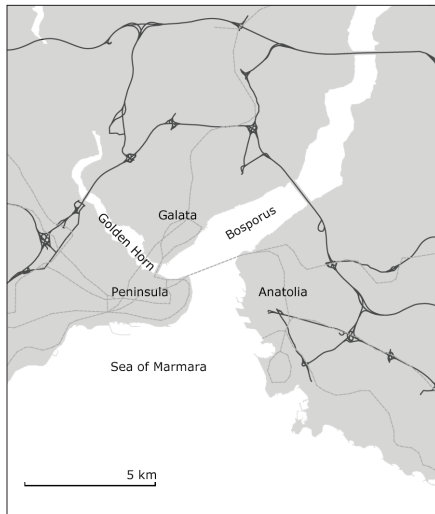 Galata
Bosporus
Golden Horn
Peninsula
Anatolia
Sea of Marmara
5 km